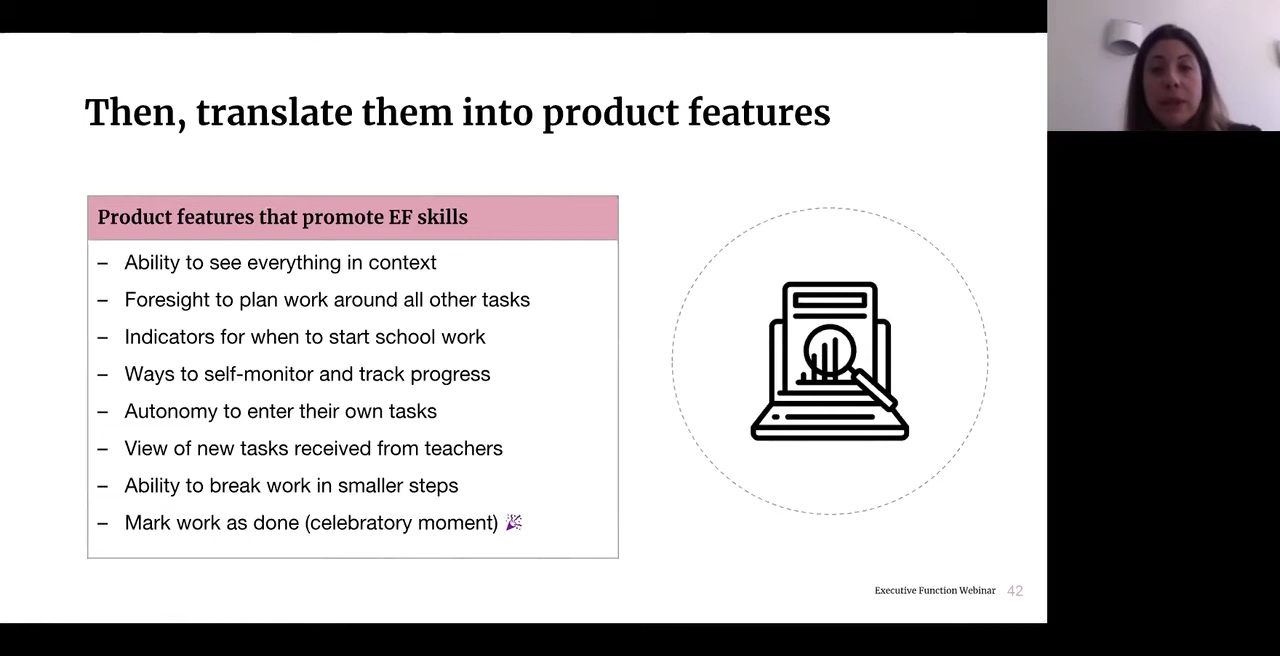 Then, translate them into product features
Product features that promote EF skills
– Ability to see everything in context
– Foresight to plan work around all other tasks
– Indicators for when to start school work
– Ways to self-monitor and track progress
– Autonomy to enter their own tasks
– View of new tasks received from teachers
– Ability to break work in smaller steps
– Mark work as done (celebratory moment) 🎉
Executive Function Webinar 42